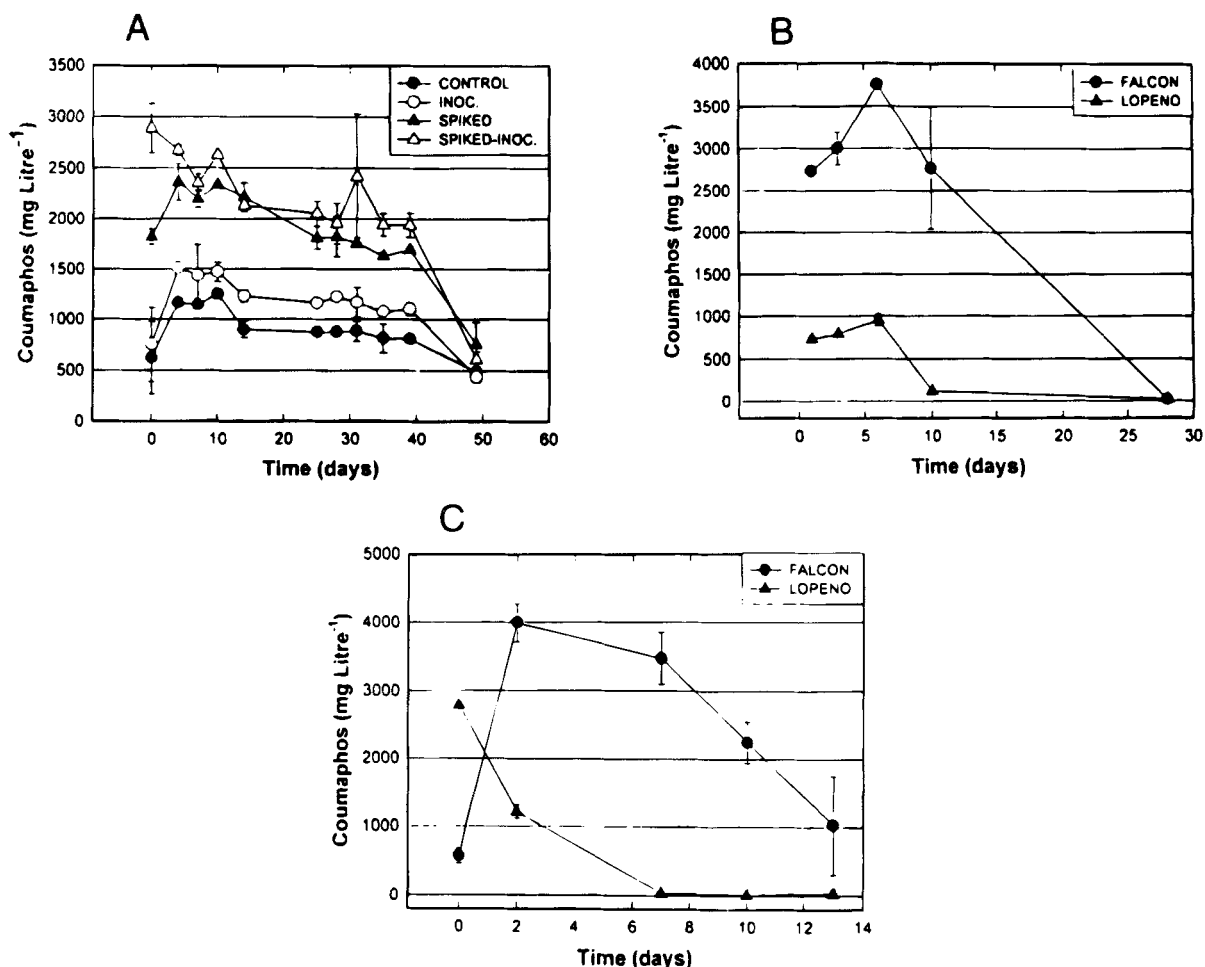 A
Coumaphos (mg Litre-1)
3500
3000
2500
2000
1500
1000
500
0
CONTROL
INOC.
SPIKED
SPIKED-INOC.
0 10 20 30 40 50 60
Time (days)
B
Coumaphos (mg Litre-1)
4000
3500
3000
2500
2000
1500
1000
500
0
FALCON
LOPENO
0 5 10 15 20 25 30
Time (days)
C
Coumaphos (mg Litre-1)
5000
4000
3000
2000
1000
0
FALCON
LOPENO
0 2 4 6 8 10 12 14
Time (days)